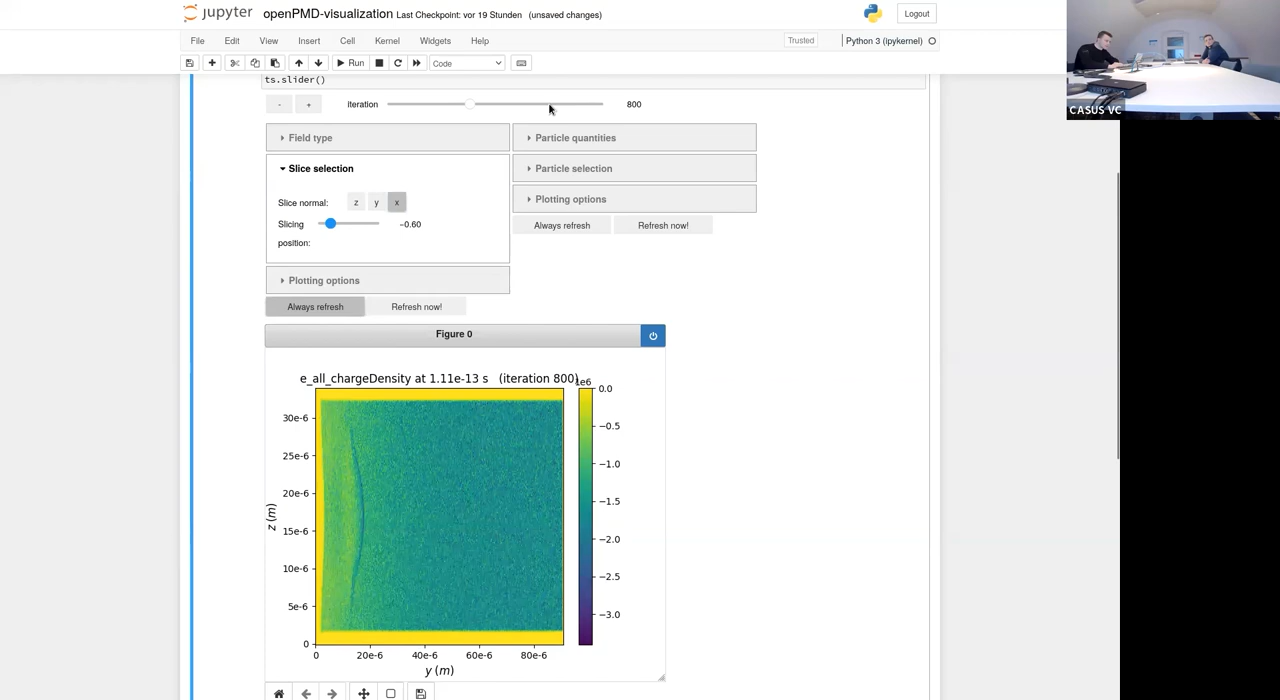 jupyter openPMD-visualization Last Checkpoint: vor 19 Stunden (unsaved changes) Logout
File Edit View Insert Cell Kernel Widgets Help Trusted Python 3 (ipykernel)
Run Code
CASUS VC
ts.slider()
- + Iteration 800
Field type
Particle quantities
Slice selection
Particle selection
Slice normal: z y x
Plotting options
Slicing position: −0.60
Always refresh Refresh now!
Plotting options
Always refresh Refresh now!
Figure 0
e_all_chargeDensity at 1.11e-13 s (iteration 800)
1e6
0.0
−0.5
−1.0
−1.5
−2.0
−2.5
−3.0
30e-6
25e-6
20e-6
15e-6
10e-6
5e-6
0
z (m)
0 20e-6 40e-6 60e-6 80e-6
y (m)